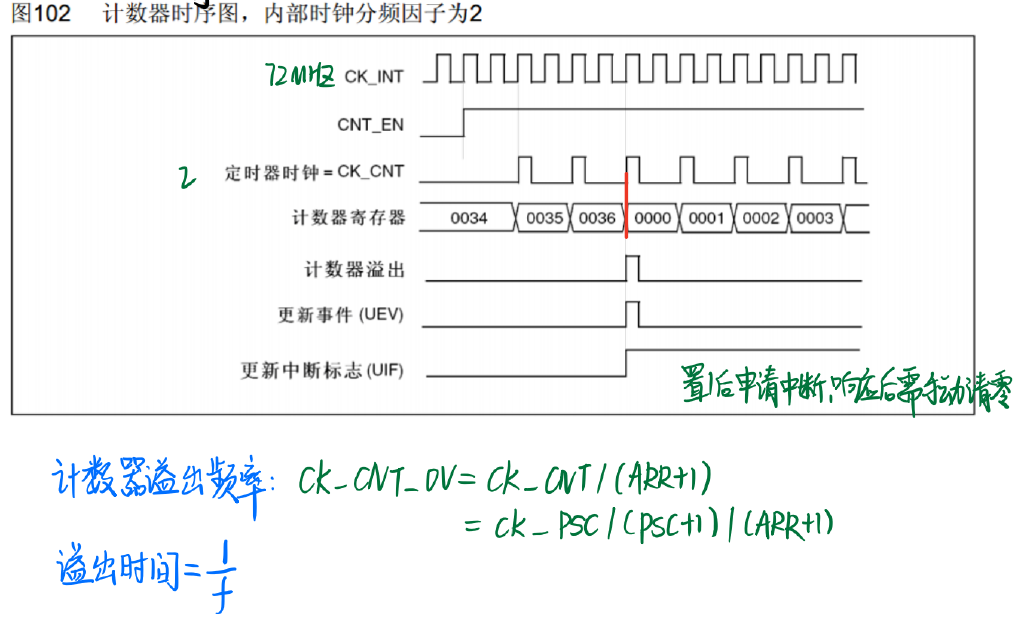 图102 计数器时序图，内部时钟分频因子为2
72MHz CK_INT
CNT_EN
2 定时器时钟=CK_CNT
计数器寄存器 0034 0035 0036 0000 0001 0002 0003
计数器溢出
更新事件(UEV)
更新中断标志(UIF)
置1后申请中断,响应后需手动清零
计数器溢出频率: CK_CNT_OV = CK_CNT / (ARR+1)
= CK_PSC / (PSC+1) / (ARR+1)
溢出时间=1/f